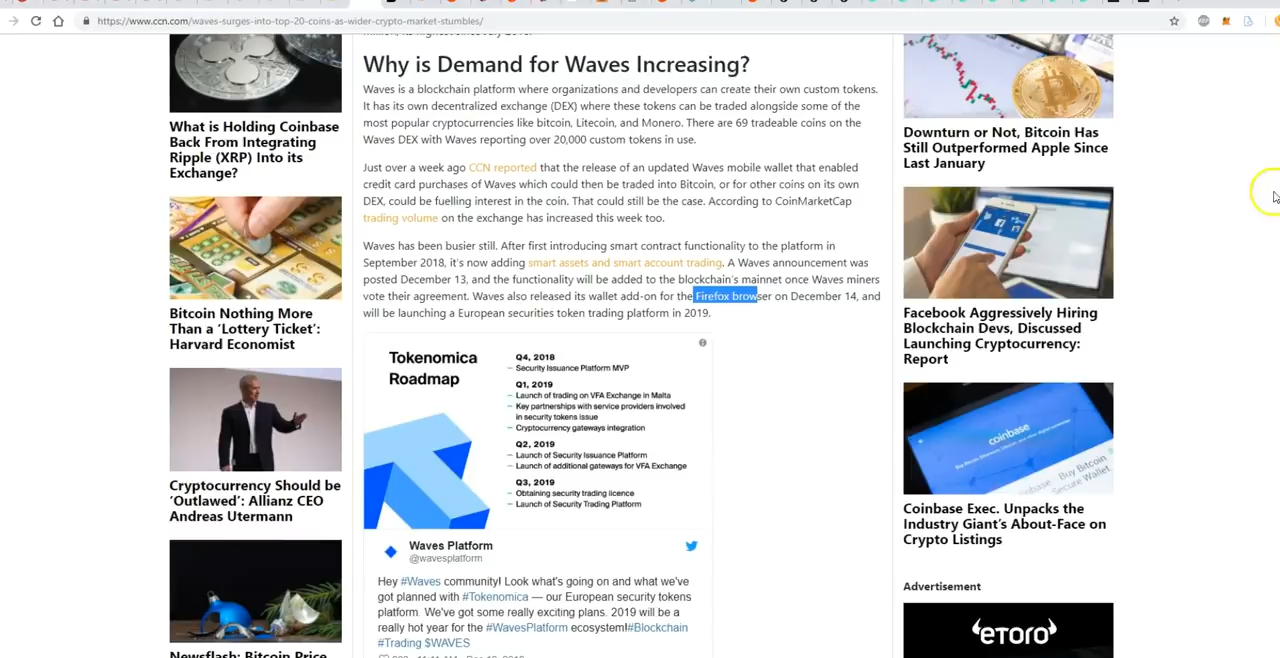 https://www.ccn.com/waves-surges-into-top-20-coins-as-wider-crypto-market-stumbles/
What is Holding Coinbase
Back From Integrating
Ripple (XRP) Into its
Exchange?
Bitcoin Nothing More
Than a ‘Lottery Ticket’:
Harvard Economist
Cryptocurrency Should be
‘Outlawed’: Allianz CEO
Andreas Utermann
Newsflash: Bitcoin Price
Why is Demand for Waves Increasing?
Waves is a blockchain platform where organizations and developers can create their own custom tokens.
It has its own decentralized exchange (DEX) where these tokens can be traded alongside some of the
most popular cryptocurrencies like bitcoin, Litecoin, and Monero. There are 69 tradeable coins on the
Waves DEX with Waves reporting over 20,000 custom tokens in use.
Just over a week ago CCN reported that the release of an updated Waves mobile wallet that enabled
credit card purchases of Waves which could then be traded into Bitcoin, or for other coins on its own
DEX, could be fuelling interest in the coin. That could still be the case. According to CoinMarketCap
trading volume on the exchange has increased this week too.
Waves has been busier still. After first introducing smart contract functionality to the platform in
September 2018, it’s now adding smart assets and smart account trading. A Waves announcement was
posted December 13, and the functionality will be added to the blockchain’s mainnet once Waves miners
vote their agreement. Waves also released its wallet add-on for the Firefox browser on December 14, and
will be launching a European securities token trading platform in 2019.
Tokenomica
Roadmap
Q4, 2018
– Security Issuance Platform MVP
Q1, 2019
– Launch of trading on VFA Exchange in Malta
– Key partnerships with service providers involved
in security tokens issue
– Cryptocurrency gateways integration
Q2, 2019
– Launch of Security Issuance Platform
– Launch of additional gateways for VFA Exchange
Q3, 2019
– Obtaining security trading licence
– Launch of Security Trading Platform
Waves Platform
@wavesplatform
Hey #Waves community! Look what's going on and what we've
got planned with #Tokenomica — our European security tokens
platform. We've got some really exciting plans. 2019 will be a
really hot year for the #WavesPlatform ecosystem!#Blockchain
#Trading $WAVES
Downturn or Not, Bitcoin Has
Still Outperformed Apple Since
Last January
Facebook Aggressively Hiring
Blockchain Devs, Discussed
Launching Cryptocurrency:
Report
coinbase
Buy Bitcoin
Secure Wallet
Coinbase Exec. Unpacks the
Industry Giant’s About-Face on
Crypto Listings
Advertisement
eTORO